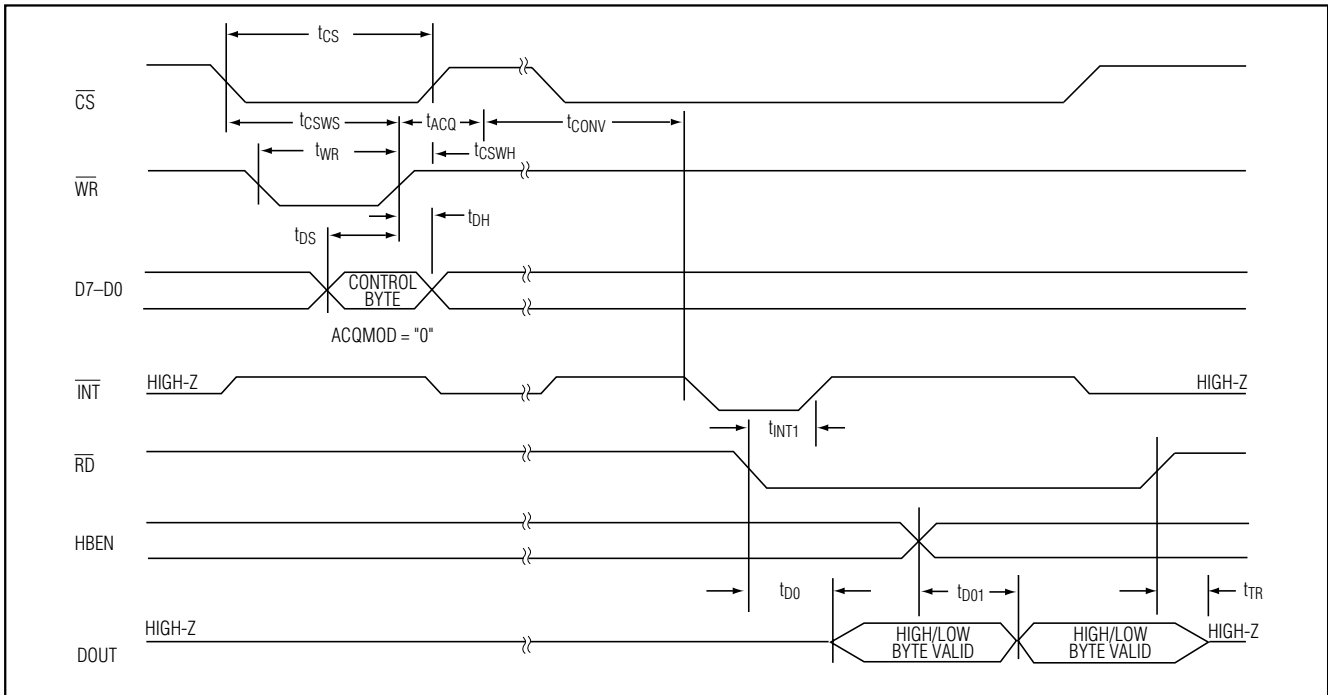 tCS
CS
tCSWS tACQ tCONV
tWR tCSWH
WR
tDH
tDS
D7–D0 CONTROL
BYTE
ACQMOD = "0"
INT HIGH-Z HIGH-Z
tINT1
RD
HBEN
tD0 tD01 tTR
HIGH-Z HIGH/LOW HIGH/LOW HIGH-Z
DOUT BYTE VALID BYTE VALID